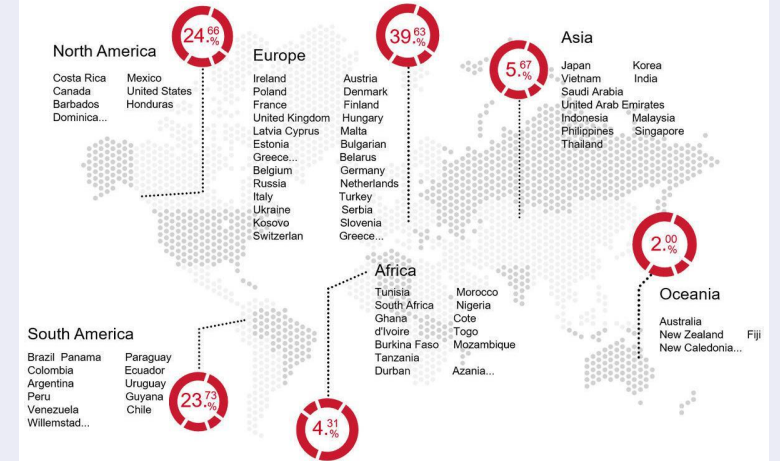 24.66%
North America
Costa Rica Mexico
Canada United States
Barbados Honduras
Dominica...
39.63%
Europe
Ireland Austria
Poland Denmark
France Finland
United Kingdom Hungary
Latvia Cyprus Malta
Estonia Bulgarian
Greece... Belarus
Belgium Germany
Russia Netherlands
Italy Turkey
Ukraine Serbia
Kosovo Slovenia
Switzerlan Greece...
5.67%
Asia
Japan Korea
Vietnam India
Saudi Arabia
United Arab Emirates
Indonesia Malaysia
Philippines Singapore
Thailand
2.00%
Oceania
Australia
New Zealand Fiji
New Caledonia...
Africa
Tunisia Morocco
South Africa Nigeria
Ghana Cote
d'Ivoire Togo
Burkina Faso Mozambique
Tanzania
Durban Azania...
4.31%
South America
Brazil Panama Paraguay
Colombia Ecuador
Argentina Uruguay
Peru Guyana
Venezuela Chile
Willemstad...
23.73%